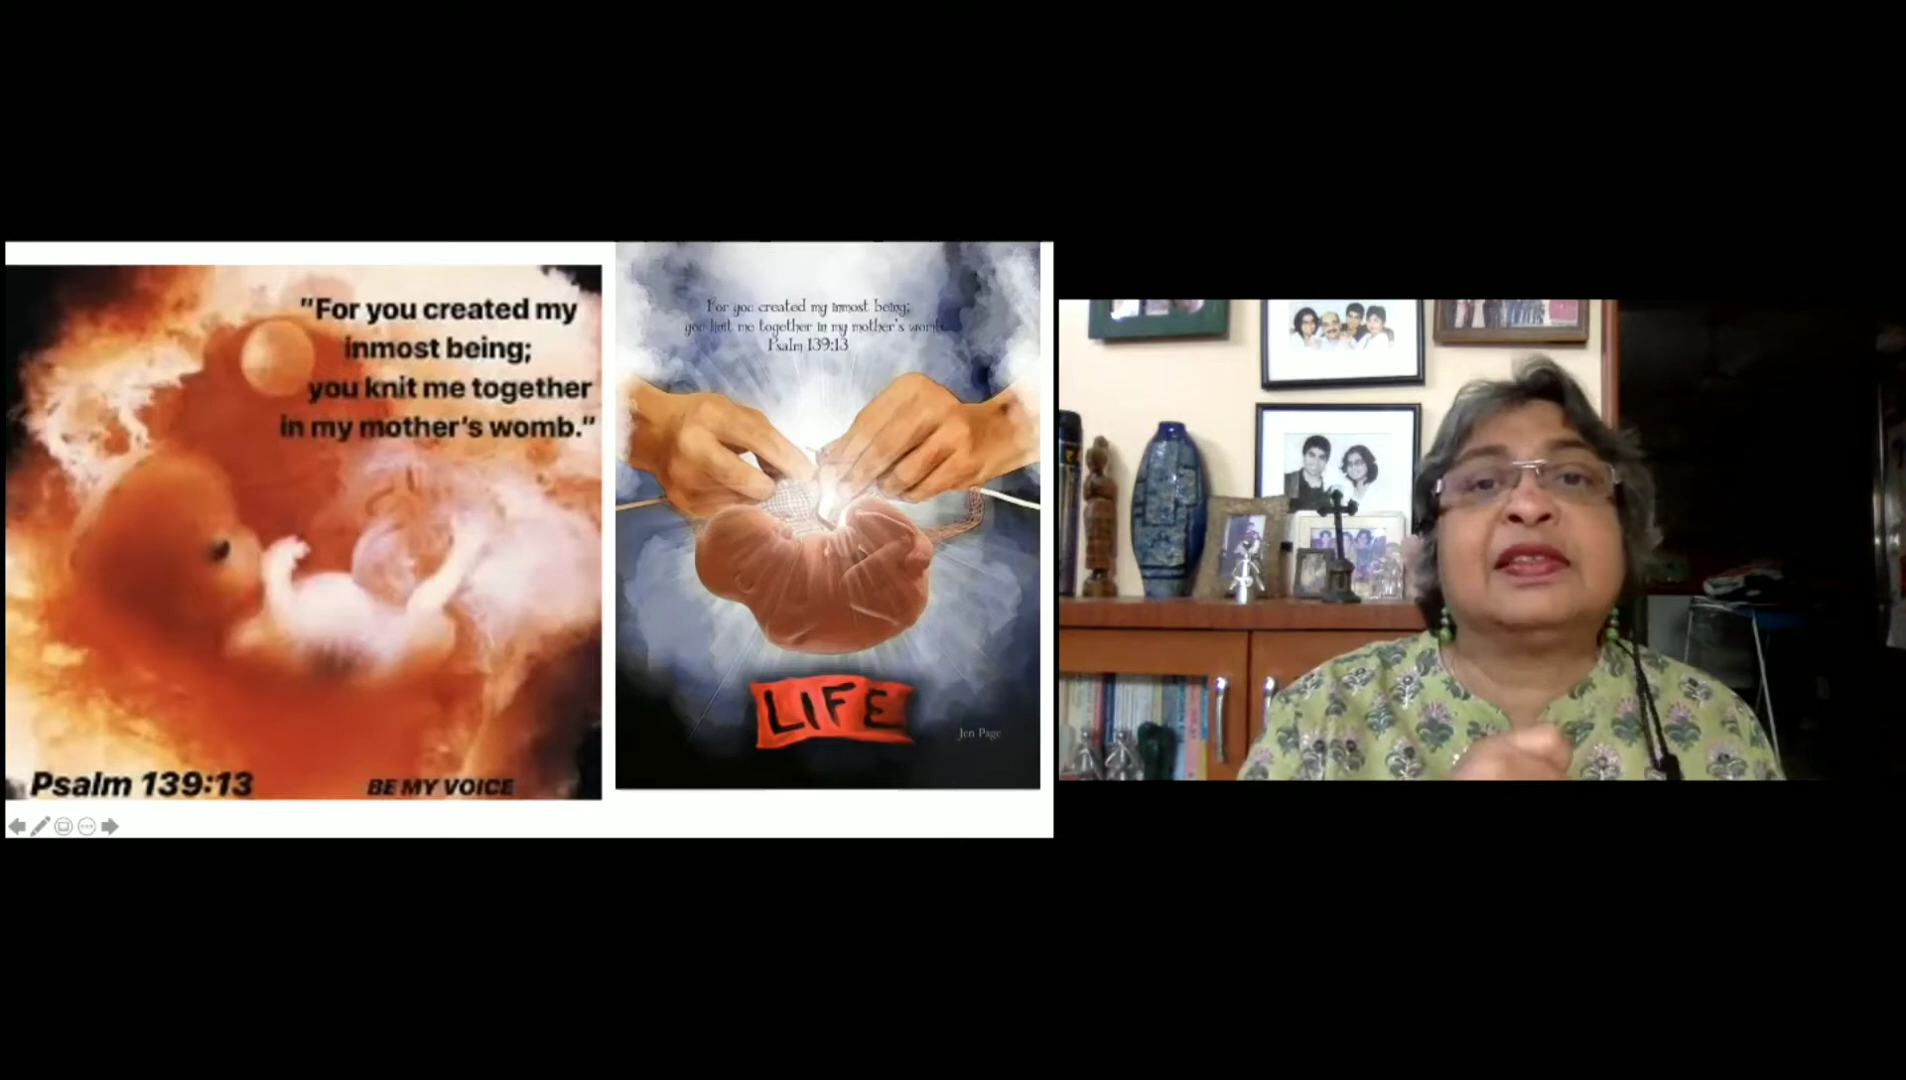 "For you created my
inmost being;
you knit me together
in my mother's womb."
Psalm 139:13
BE MY VOICE
For you created my inmost being;
you knit me together in my mother's womb.
Psalm 139:13
LIFE
Jen Page